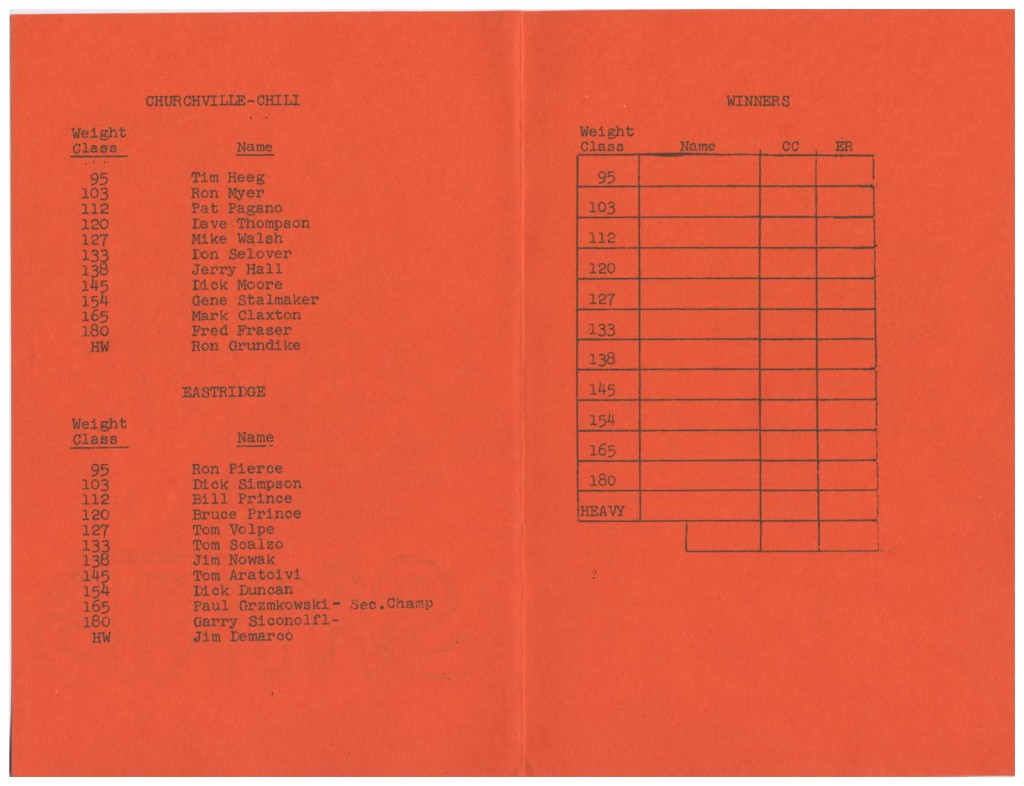 CHURCHVILLE-CHILI
Weight
Class Name
95 Tim Heeg
103 Ron Myer
112 Pat Pagano
120 Dave Thompson
127 Mike Walsh
133 Don Selover
138 Jerry Hall
145 Dick Moore
154 Gene Stalmaker
165 Mark Claxton
180 Fred Fraser
HW Ron Grundike
EASTRIDGE
Weight
Class Name
95 Ron Pierce
103 Dick Simpson
112 Bill Prince
120 Bruce Prince
127 Tom Volpe
133 Tom Scalzo
138 Jim Nowak
145 Tom Aratoivi
154 Dick Duncan
165 Paul Grzmkowski- Sec.Champ
180 Garry Siconolfl-
HW Jim Demarco
WINNERS
Weight
Class Name CC ER
95
103
112
120
127
133
138
145
154
165
180
HEAVY